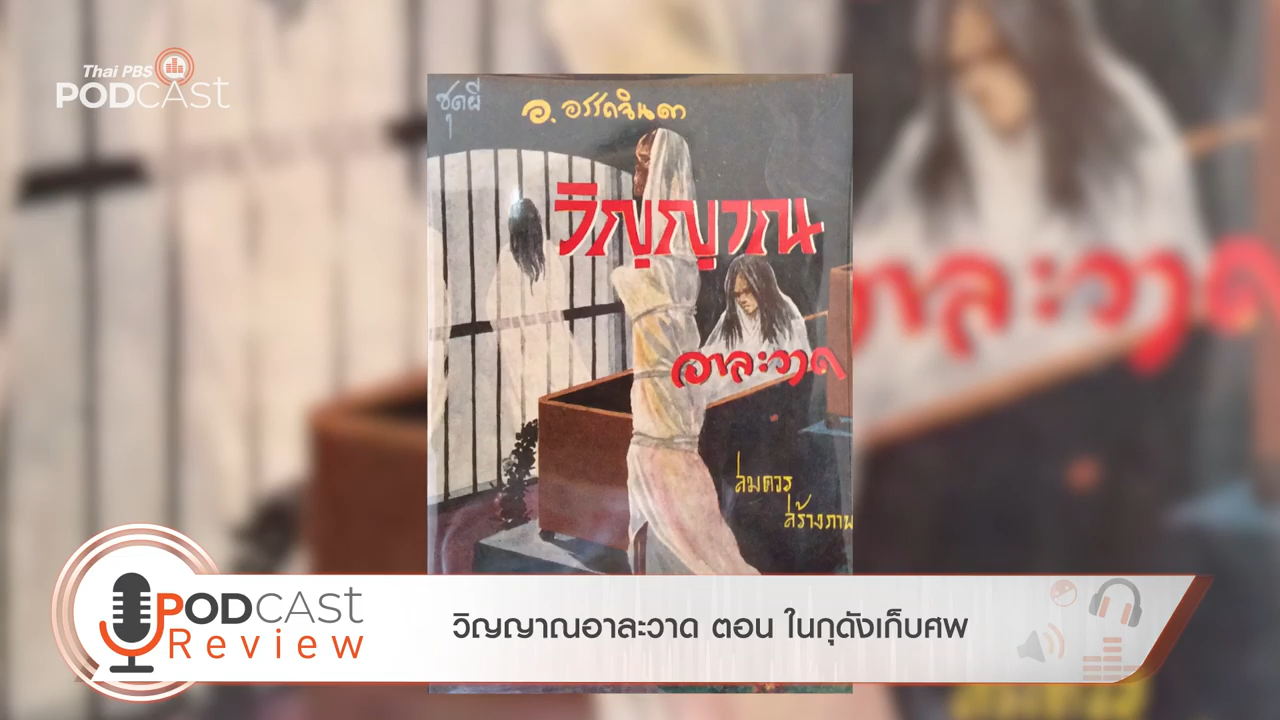 Thai PBS
PODCAST
ชุดผี
อ. อรรถจินดา
วิญญาณ
อาละวาด
สมควร
สร้างภาพ
PODCAST
Review
วิญญาณอาละวาด ตอน ในกุดังเก็บศพ